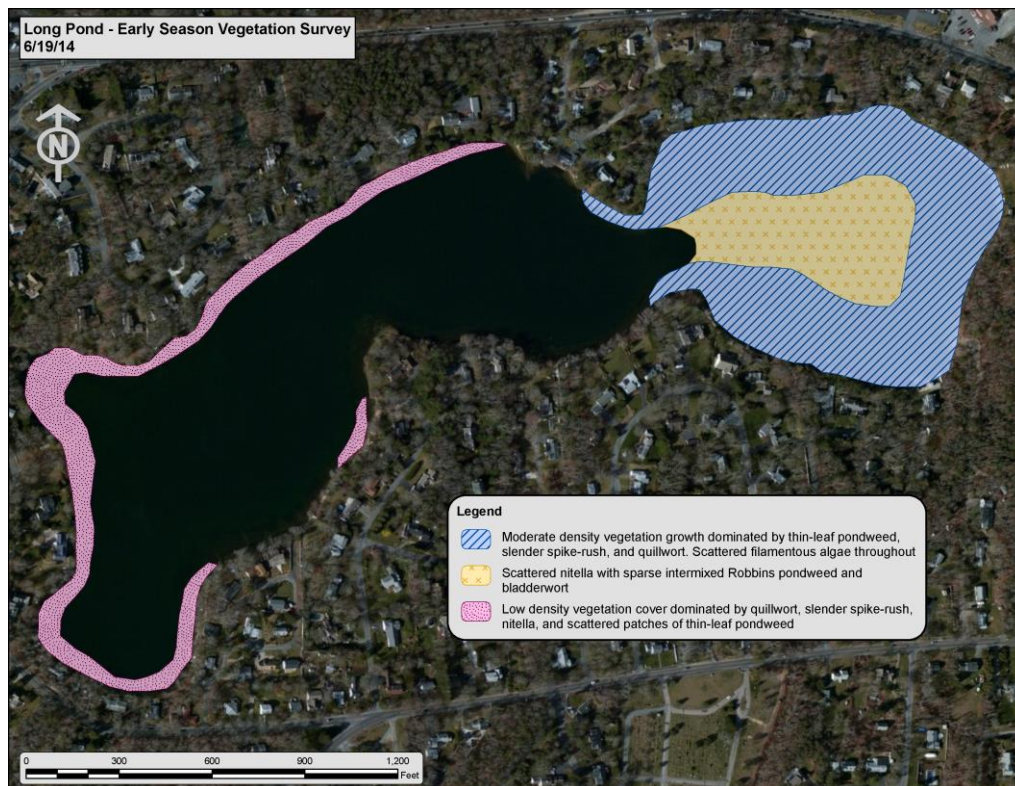 Long Pond - Early Season Vegetation Survey
6/19/14
N
Legend
Moderate density vegetation growth dominated by thin-leaf pondweed,
slender spike-rush, and quillwort. Scattered filamentous algae throughout
Scattered nitella with sparse intermixed Robbins pondweed and
bladderwort
Low density vegetation cover dominated by quillwort, slender spike-rush,
nitella, and scattered patches of thin-leaf pondweed
0 300 600 900 1,200
Feet